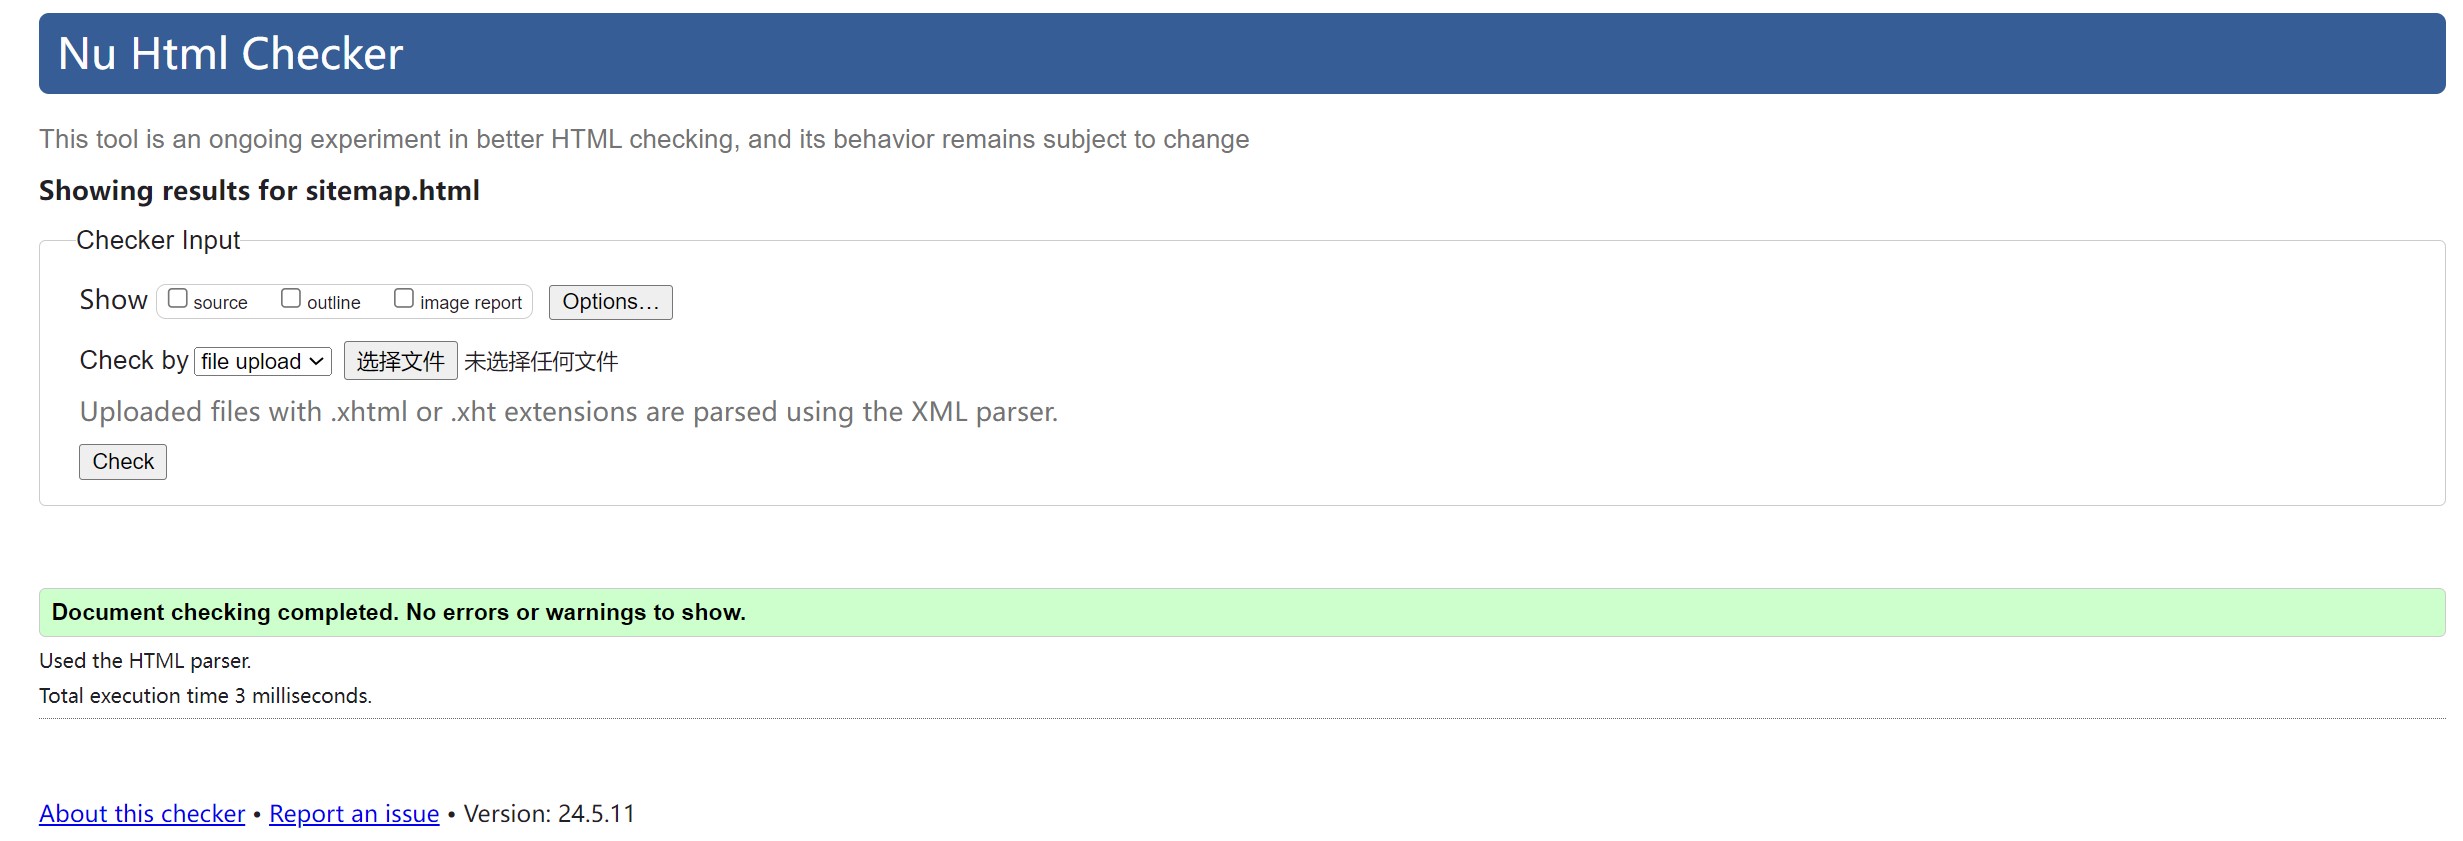 Nu Html Checker
This tool is an ongoing experiment in better HTML checking, and its behavior remains subject to change
Showing results for sitemap.html
Checker Input
Show source outline image report Options…
Check by file upload 选择文件 未选择任何文件
Uploaded files with .xhtml or .xht extensions are parsed using the XML parser.
Check
Document checking completed. No errors or warnings to show.
Used the HTML parser.
Total execution time 3 milliseconds.
About this checker • Report an issue • Version: 24.5.11